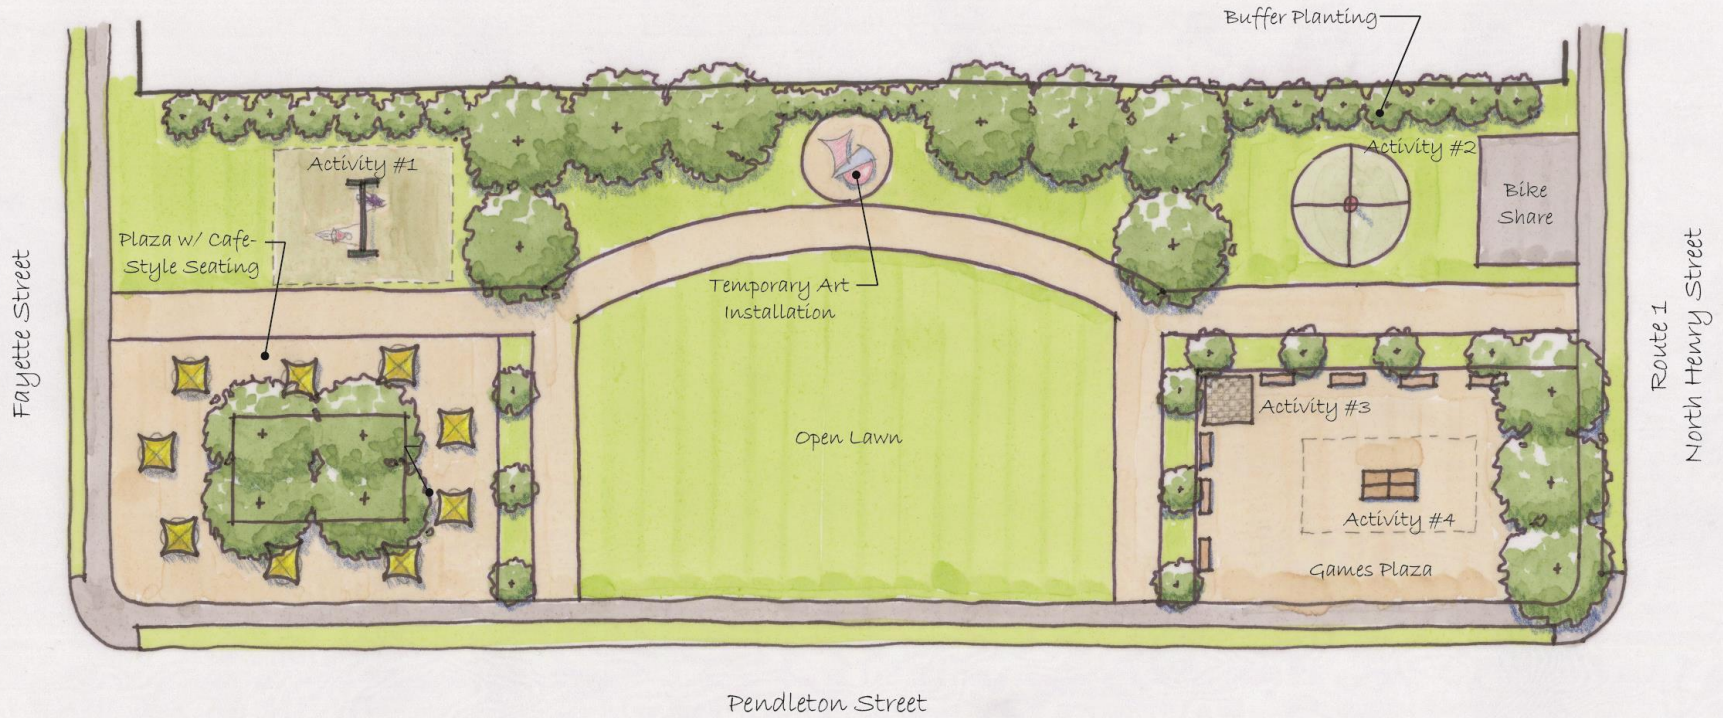 Buffer Planting
Activity #1
Activity #2
Bike
Share
Plaza w/ Cafe-
Style Seating
Temporary Art
Installation
Fayette Street
Route 1
North Henry Street
Activity #3
Open Lawn
Activity #4
Games Plaza
Pendleton Street